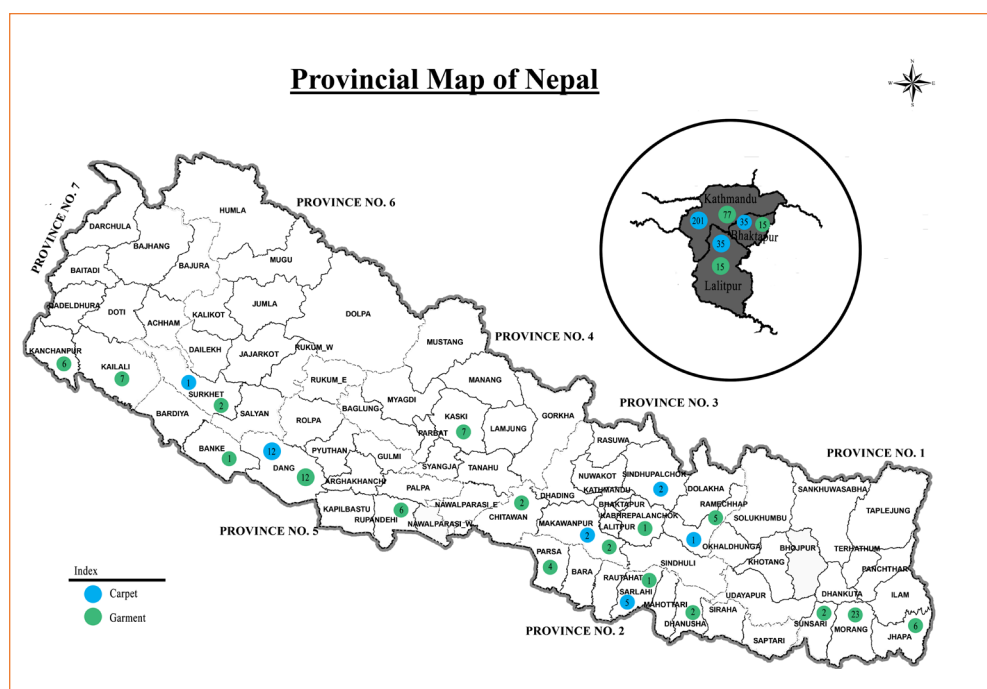 Provincial Map of Nepal
N
W
E
S
PROVINCE NO. 7
PROVINCE NO. 6
PROVINCE NO. 4
PROVINCE NO. 3
PROVINCE NO. 1
PROVINCE NO. 5
PROVINCE NO. 2
Kathmandu
201
77
35
15
Bhaktapur
35
15
Lalitpur
HUMLA
DARCHULA
BAJHANG
MUGU
BAITADI
BAJURA
DADELDHURA
DOTI
ACHHAM
KALIKOT
JUMLA
DOLPA
KANCHANPUR
6
KAILALI
7
DAILEKH
JAJARKOT
RUKUM_W
MUSTANG
1
SURKHET
2
RUKUM_E
MANANG
BARDIYA
SALYAN
ROLPA
BAGLUNG
MYAGDI
KASKI
7
PARBAT
LAMJUNG
GORKHA
BANKE
1
12
DANG
12
PYUTHAN
GULMI
SYANGJA
TANAHU
ARGHAKHANCHI
PALPA
KAPILBASTU
RUPANDEHI
6
NAWALPARASI_E
NAWALPARASI_W
CHITAWAN
2
DHADING
RASUWA
NUWAKOT
SINDHUPALCHOK
2
KATHMANDU
BHAKTAPUR
KABHREPALANCHOK
LALITPUR
1
DOLAKHA
RAMECHHAP
5
1
MAKAWANPUR
2
2
SANKHUWASABHA
SOLUKHUMBU
TAPLEJUNG
OKHALDHUNGA
KHOTANG
BHOJPUR
TERHATHUM
PANCHTHAR
PARSA
4
BARA
RAUTAHAT
1
SARLAHI
5
SINDHULI
MAHOTTARI
2
DHANUSHA
SIRAHA
UDAYAPUR
SAPTARI
DHANKUTA
2
SUNSARI
23
MORANG
ILAM
6
JHAPA
Index
Carpet
Garment